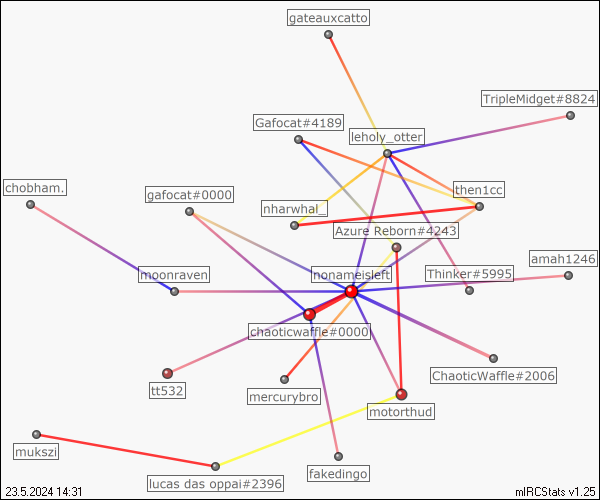 gateauxcatto
TripleMidget#8824
Gafocat#4189
leholy_otter
chobham.
gafocat#0000
then1cc
nharwhal_
Azure Reborn#4243
amah1246
moonraven
nonameisleft
Thinker#5995
chaoticwaffle#0000
ChaoticWaffle#2006
tt532
mercurybro
motorthud
mukszi
lucas das oppai#2396
fakedingo
23.5.2024 14:31
mIRCStats v1.25